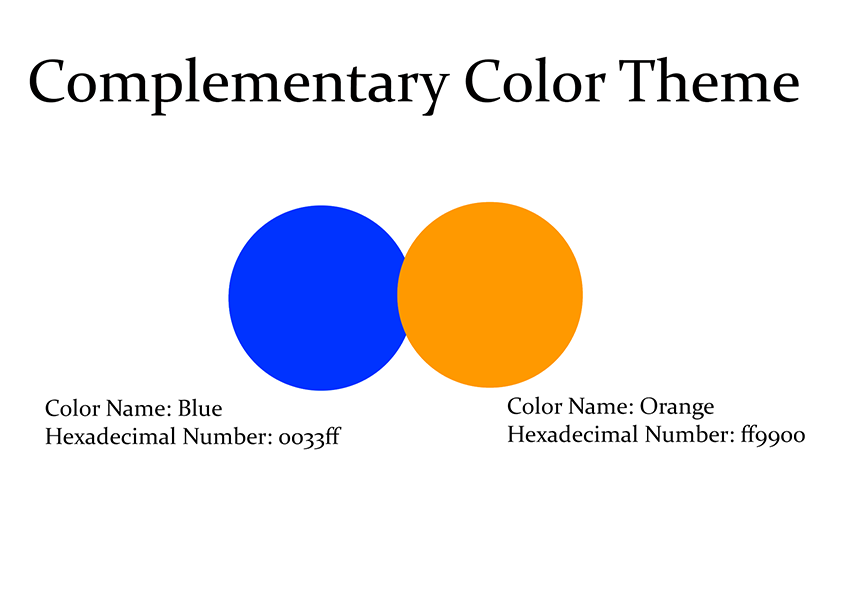 Complementary Color Theme
Color Name: Blue
Hexadecimal Number: 0033ff
Color Name: Orange
Hexadecimal Number: ff9900